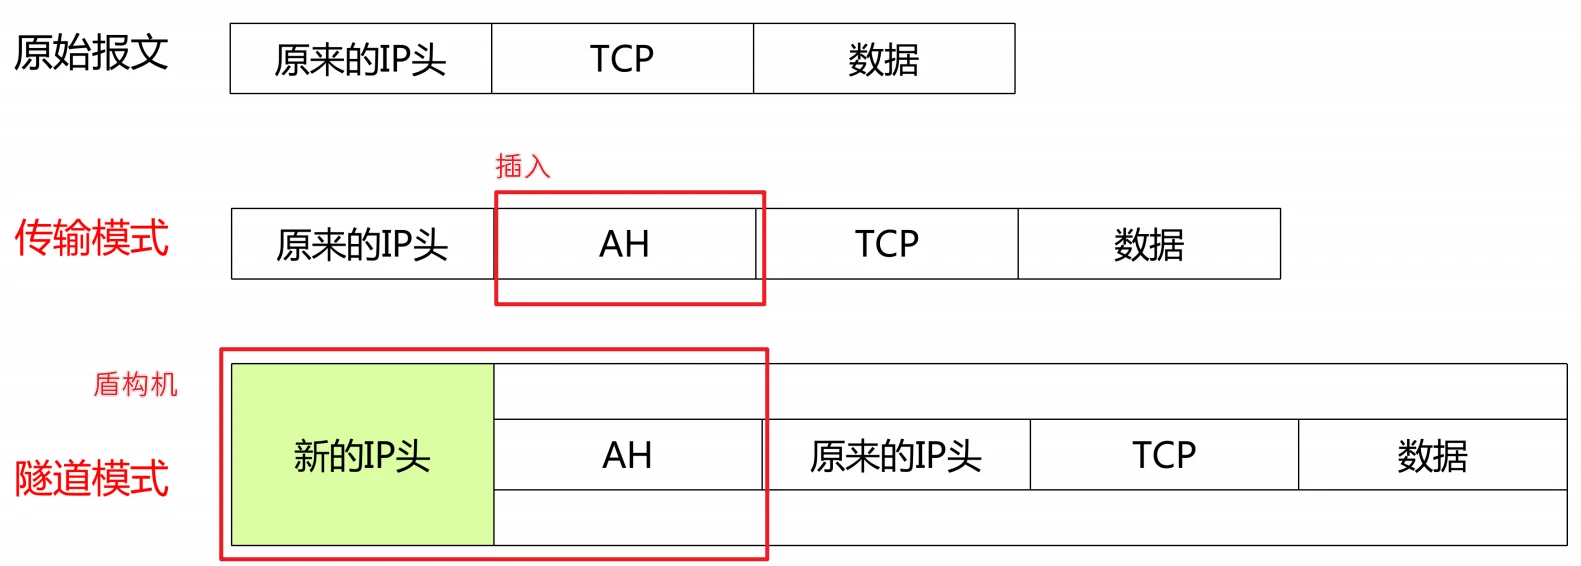 原始报文 原来的IP头 TCP 数据
插入
传输模式 原来的IP头 AH TCP 数据
盾构机
隧道模式 新的IP头 AH 原来的IP头 TCP 数据